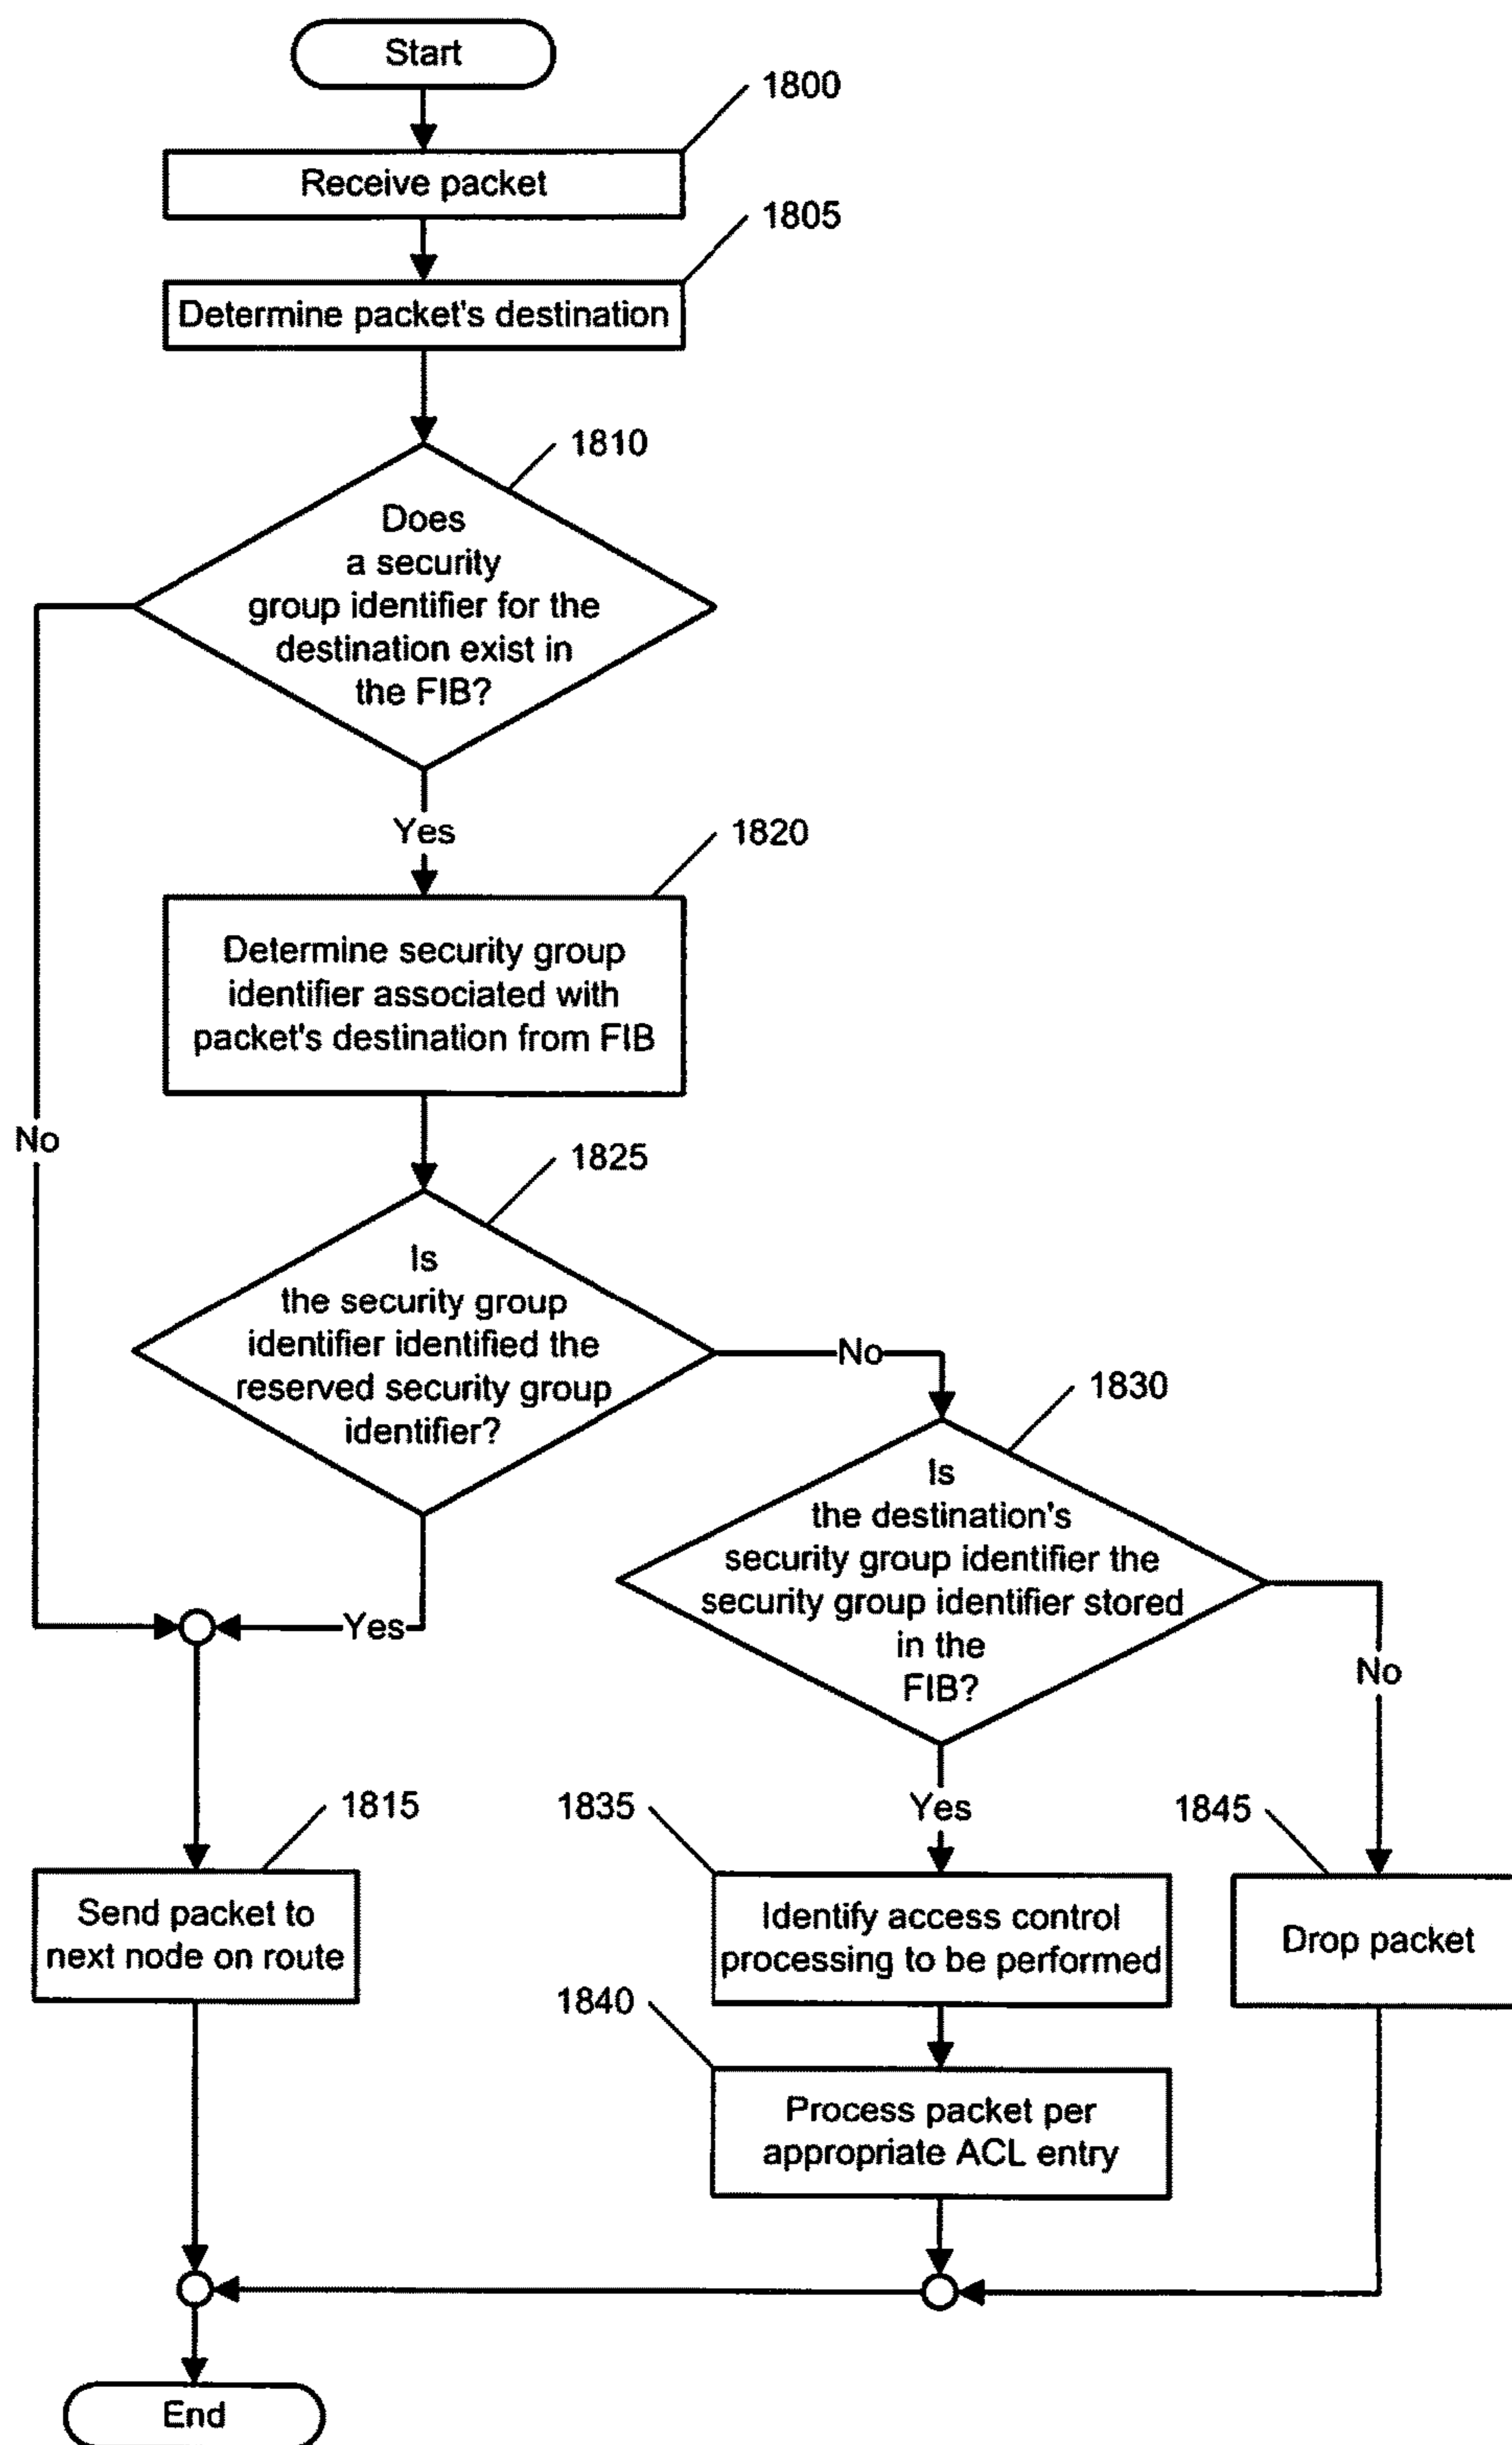 Start
1800
Receive packet
1805
Determine packet's destination
1810
Does
a security
group identifier for the
destination exist in
the FIB?
Yes
1820
Determine security group
identifier associated with
packet's destination from FIB
No
1825
Is
the security group
identifier identified the
reserved security group
identifier?
No
1830
Is
the destination's
security group identifier the
security group identifier stored
in the
FIB?
Yes
No
1815
Send packet to
next node on route
Yes
1835
Identify access control
processing to be performed
1845
Drop packet
1840
Process packet per
appropriate ACL entry
End